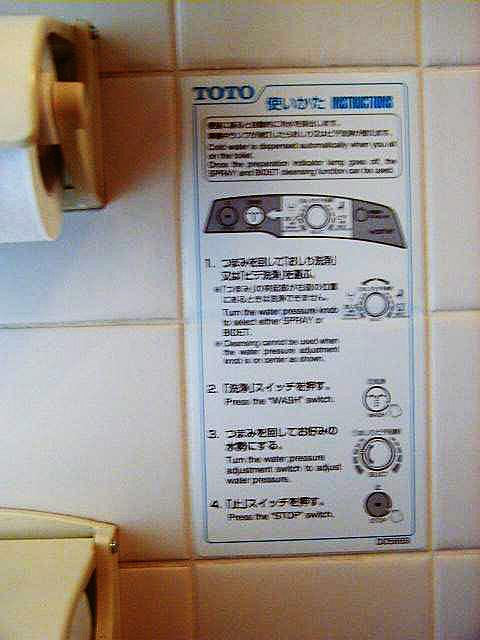 TOTO 使いかた INSTRUCTIONS
Cold water is dispensed automatically when you sit
on the toilet.
Once the preparation indicator lamp goes off, the
SPRAY and BIDET cleansing function can be used.
1. つまみを回して「おしり洗浄」
又は「ビデ洗浄」を選ぶ。
Turn the water pressure knob
to select either SPRAY or
BIDET.
Cleansing cannot be used when
the water pressure adjustment
knob is on center as shown.
2. 「洗浄」スイッチを押す。
Press the "WASH" switch.
WASH
3. つまみを回してお好みの
水勢にする。
Turn the water pressure
adjustment switch to adjust
water pressure.
4. 「止」スイッチを押す。
Press the "STOP" switch.
STOP